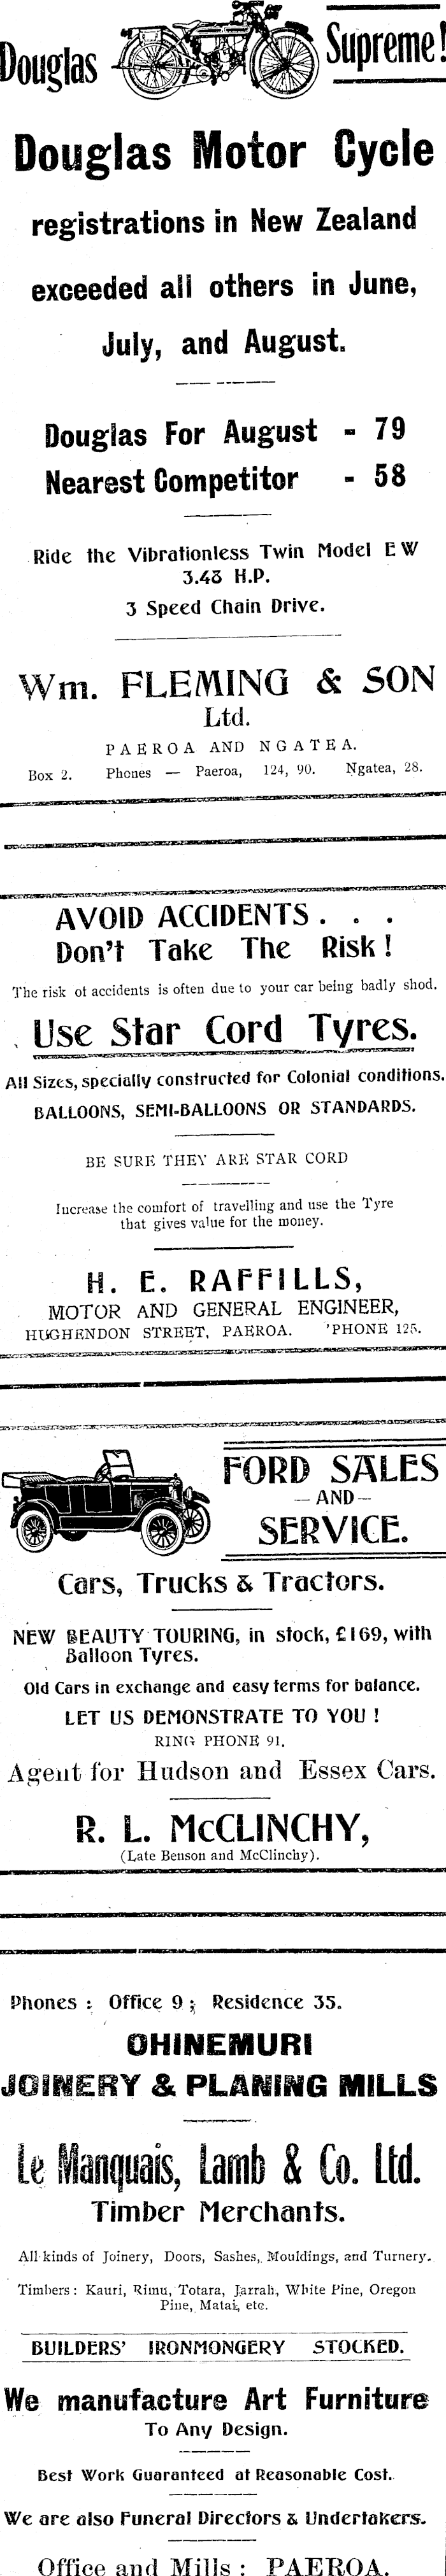 Douglas Supreme!
Douglas Motor Cycle
registrations in New Zealand
exceeded all others in June,
July, and August.
Douglas For August - 79
Nearest Competitor - 58
Ride the Vibrationless Twin Model E W
3.48 H.P.
3 Speed Chain Drive.
Wm. FLEMING & SON
Ltd.
PAEROA AND NGATEA.
Box 2. Phones — Paeroa, 124, 90. Ngatea, 28.
AVOID ACCIDENTS . . .
Don't Take The Risk!
The risk of accidents is often due to your car being badly shod.
Use Star Cord Tyres.
All Sizes, specially constructed for Colonial conditions.
BALLOONS, SEMI-BALLOONS OR STANDARDS.
BE SURE THEY ARE STAR CORD
Increase the comfort of travelling and use the Tyre
that gives value for the money.
H. E. RAFFILLS,
MOTOR AND GENERAL ENGINEER,
HUGHENDON STREET, PAEROA. 'PHONE 125.
FORD SALES
—AND—
SERVICE.
Cars, Trucks & Tractors.
NEW BEAUTY TOURING, in stock, £169, with
Balloon Tyres.
Old Cars in exchange and easy terms for balance.
LET US DEMONSTRATE TO YOU!
RING PHONE 91.
Agent for Hudson and Essex Cars.
R. L. McCLINCHY,
(Late Benson and McClinchy).
Phones: Office 9; Residence 35.
OHINEMURI
JOINERY & PLANING MILLS
Le Manquais, Lamb & Co. Ltd.
Timber Merchants.
All kinds of Joinery, Doors, Sashes, Mouldings, and Turnery.
Timbers: Kauri, Rimu, Totara, Jarrah, White Pine, Oregon
Pine, Matai, etc.
BUILDERS' IRONMONGERY STOCKED.
We manufacture Art Furniture
To Any Design.
Best Work Guaranteed at Reasonable Cost.
We are also Funeral Directors & Undertakers.
Office and Mills: PAEROA.